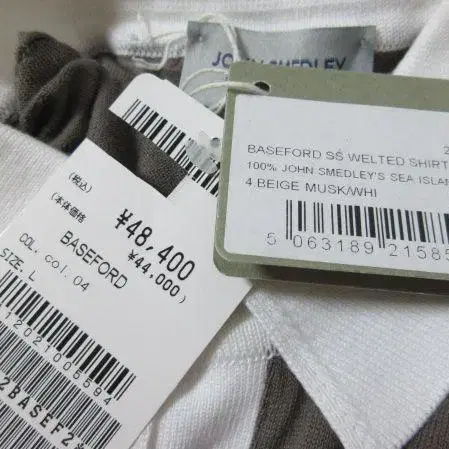 JOHN SMEDLEY
BASEFORD SS WELTED SHIRT
100% JOHN SMEDLEY'S SEA ISLAN
4.BEIGE MUSK/WHI
5 063189 21585
(税込) ¥48,400
(本体価格 ¥44,000)
BASEFORD
COL. col.04
SIZE. L
2BASEF2